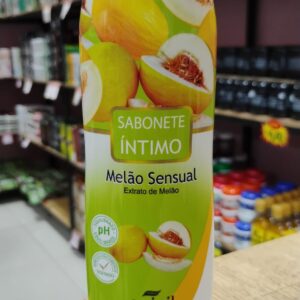 SABONETE
ÍNTIMO
Melão Sensual
Extrato de Melão
pH